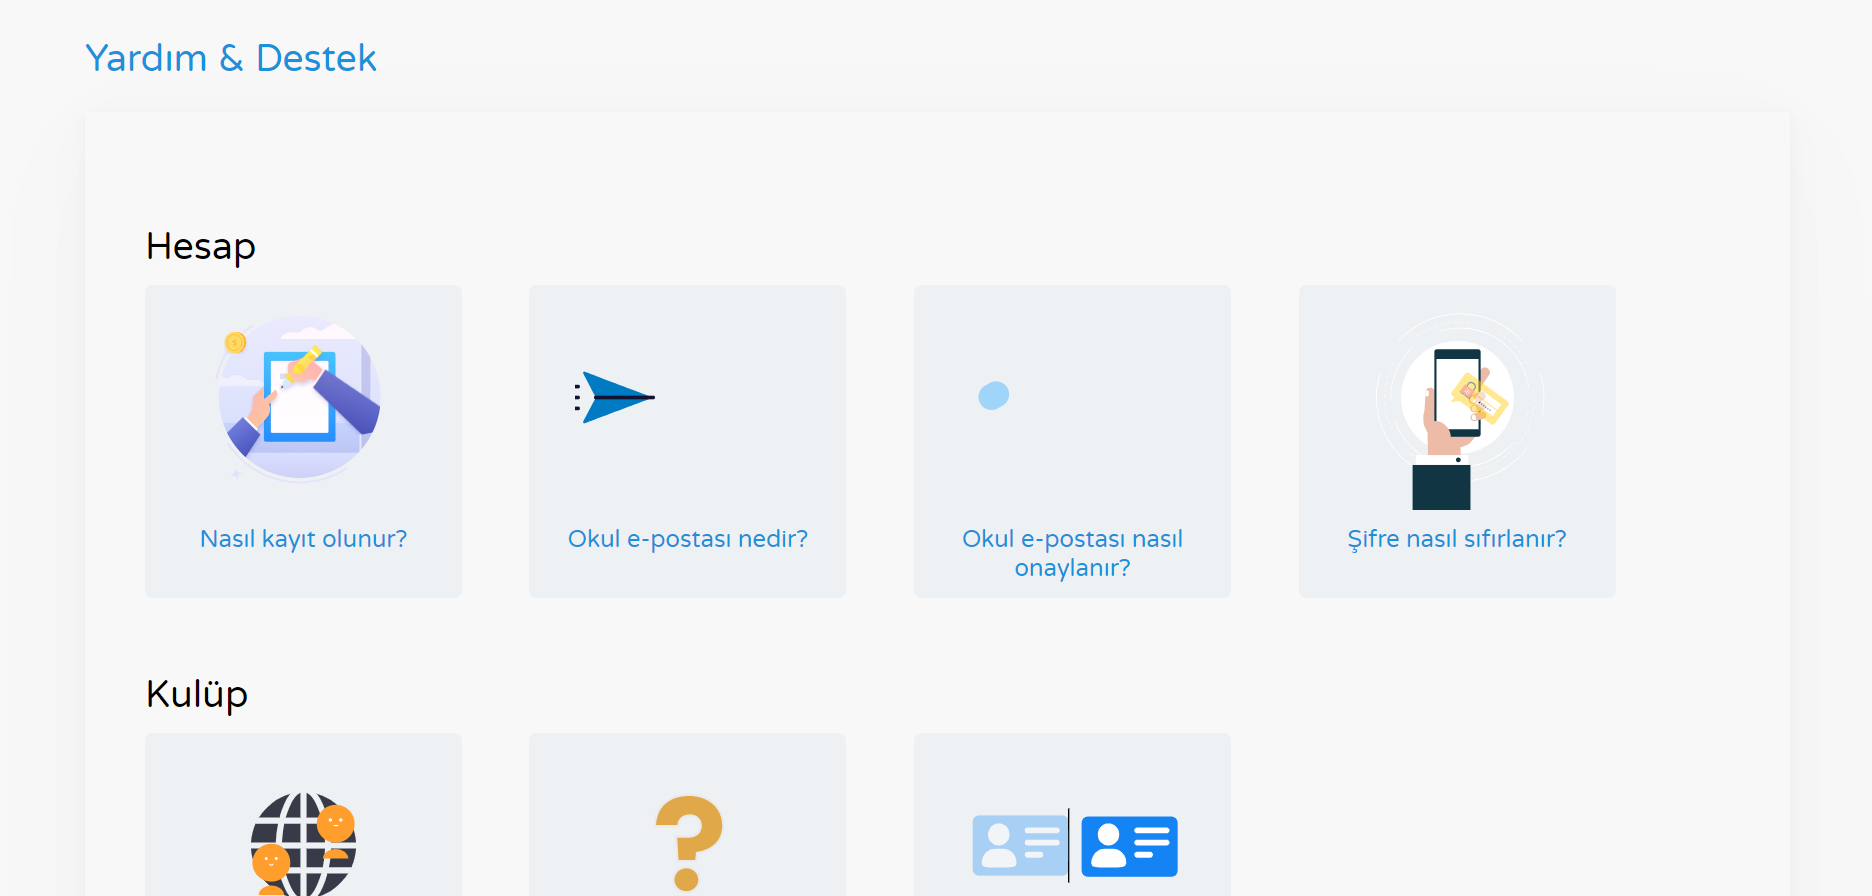 Yardım & Destek
Hesap
Nasıl kayıt olunur?
Okul e-postası nedir?
Okul e-postası nasıl
onaylanır?
Şifre nasıl sıfırlanır?
Kulüp
?